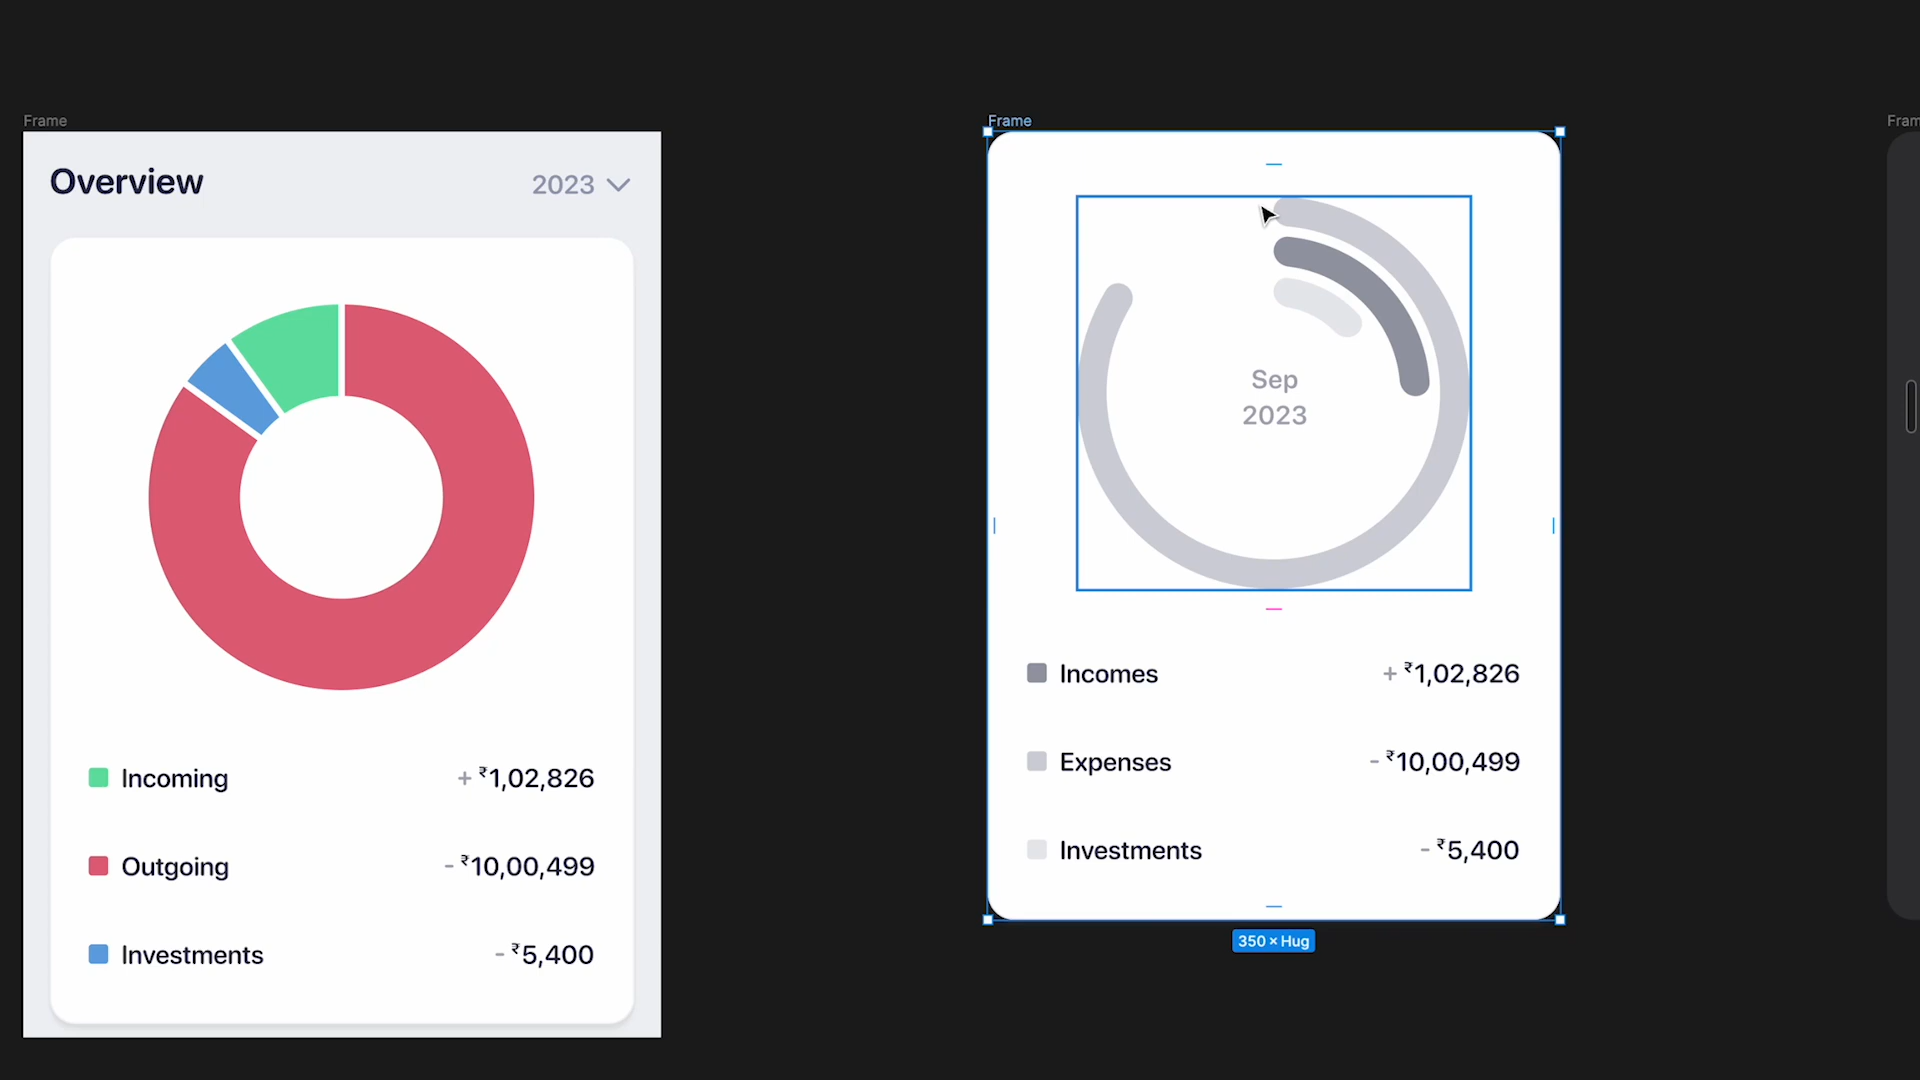 Frame
Overview
2023
Incoming
+ ₹1,02,826
Outgoing
- ₹10,00,499
Investments
- ₹5,400
Frame
Sep
2023
Incomes
+ ₹1,02,826
Expenses
- ₹10,00,499
Investments
- ₹5,400
350 × Hug
Fram